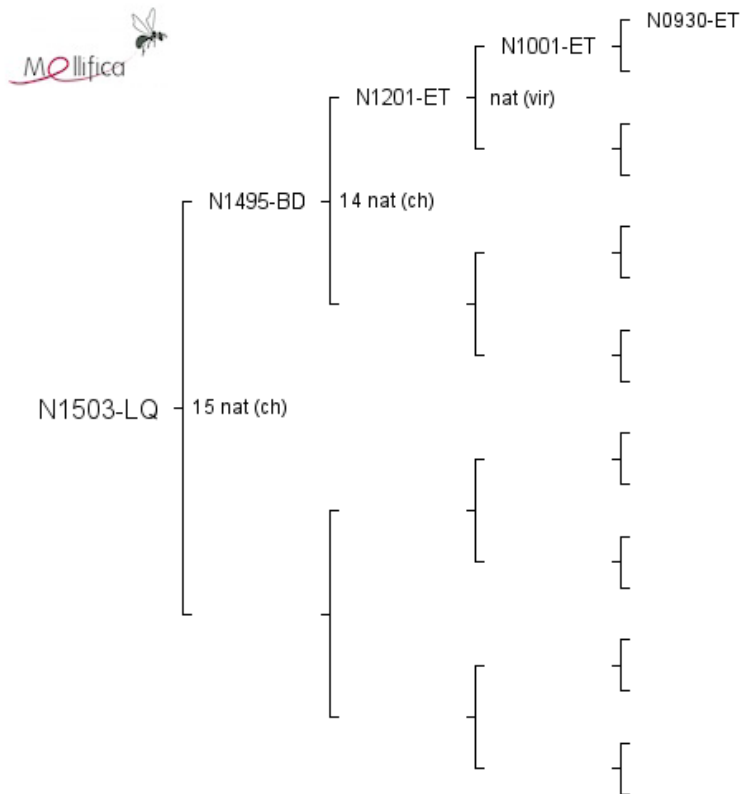 Mellifica
N0930-ET
N1001-ET
N1201-ET
nat (vir)
N1495-BD
14 nat (ch)
N1503-LQ
15 nat (ch)